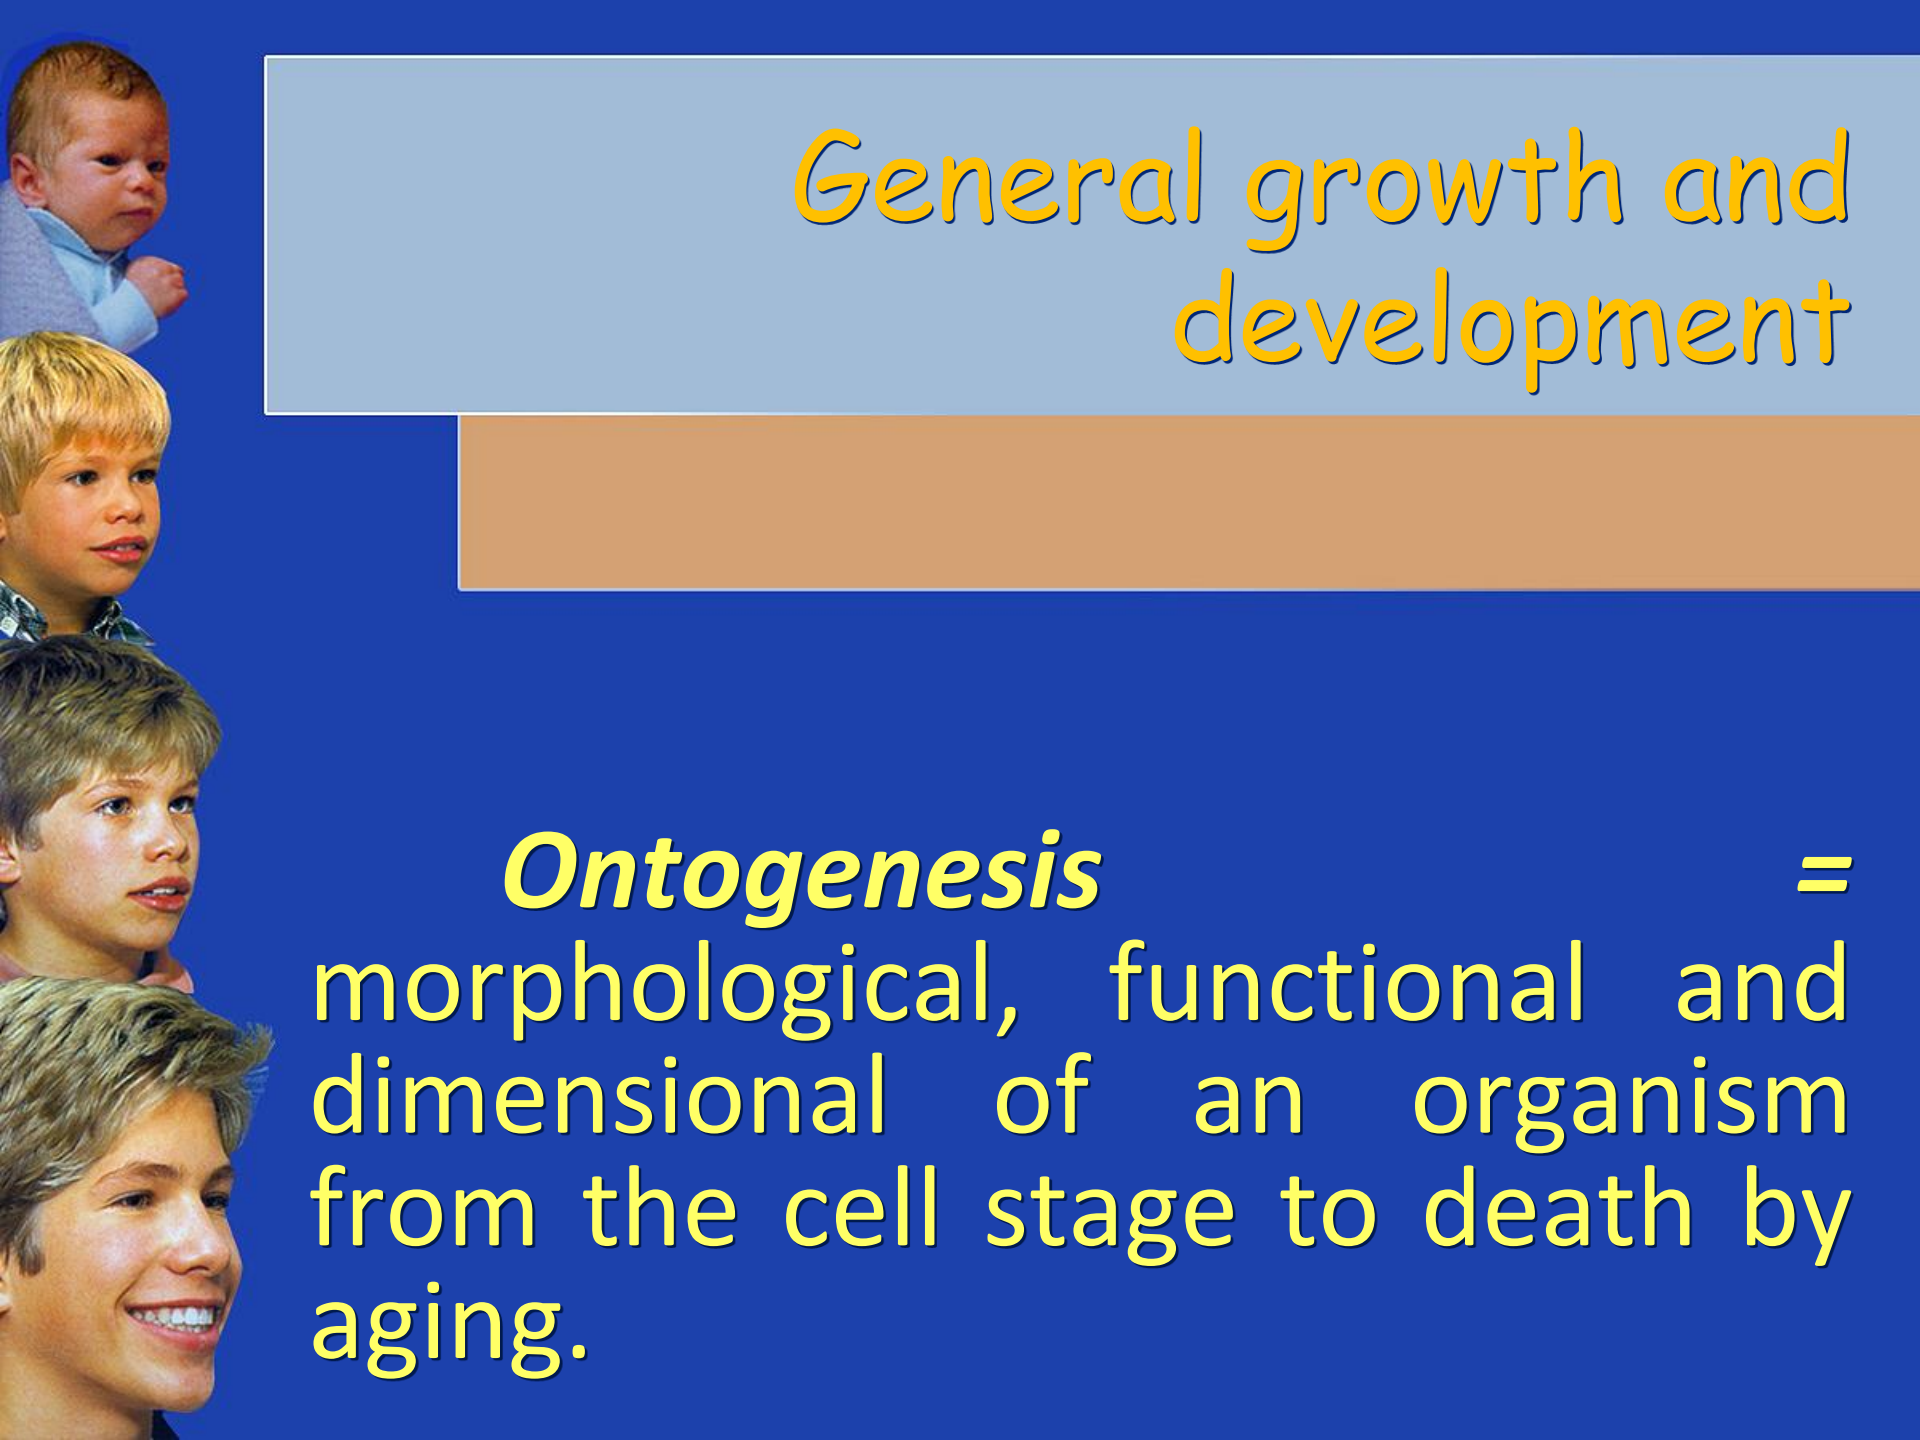 General growth and
development
Ontogenesis =
morphological, functional and
dimensional of an organism
from the cell stage to death by
aging.